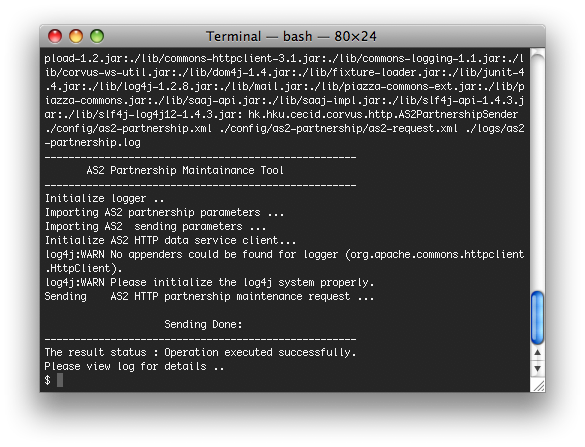 Terminal — bash — 80×24
pload-1.2.jar:./lib/commons-httpclient-3.1.jar:./lib/commons-logging-1.1.jar:./l
ib/corvus-ws-util.jar:./lib/dom4j-1.4.jar:./lib/fixture-loader.jar:./lib/junit-4
.4.jar:./lib/log4j-1.2.8.jar:./lib/mail.jar:./lib/piazza-commons-ext.jar:./lib/p
iazza-commons.jar:./lib/saaj-api.jar:./lib/saaj-impl.jar:./lib/slf4j-api-1.4.3.j
ar:./lib/slf4j-log4j12-1.4.3.jar: hk.hku.cecid.corvus.http.AS2PartnershipSender
./config/as2-partnership.xml ./config/as2-partnership/as2-request.xml ./logs/as2
-partnership.log
----------------------------------------------------
       AS2 Partnership Maintainance Tool
----------------------------------------------------
Initialize logger ..
Importing AS2 partnership parameters ...
Importing AS2  sending parameters ...
Initialize AS2 HTTP data service client...
log4j:WARN No appenders could be found for logger (org.apache.commons.httpclient
.HttpClient).
log4j:WARN Please initialize the log4j system properly.
Sending    AS2 HTTP partnership maintenance request ...
                    Sending Done:
----------------------------------------------------
The result status : Operation executed successfully.
Please view log for details ..
$